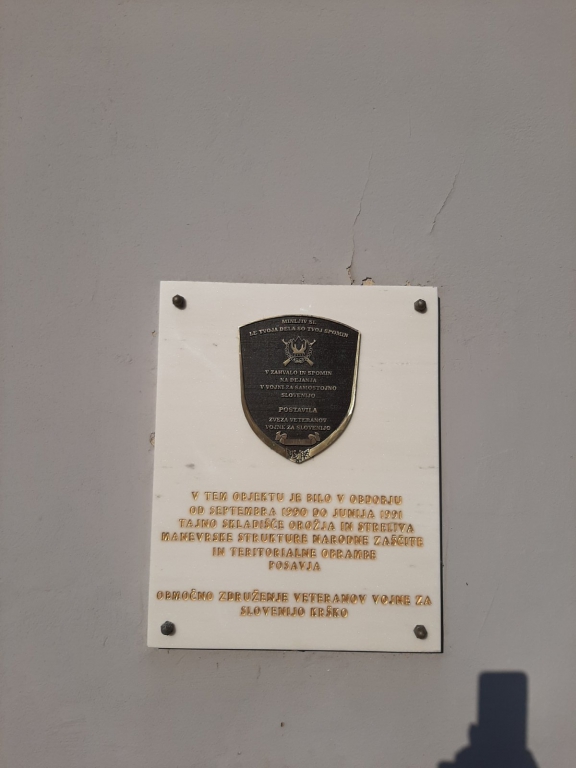 MINLJIV SI,
LE TVOJA DELA SO TVOJ SPOMIN
V ZAHVALO IN SPOMIN
NA DEJANJA
V VOJNI ZA SAMOSTOJNO
SLOVENIJO
POSTAVILA
ZVEZA VETERANOV
VOJNE ZA SLOVENIJO
V TEM OBJEKTU JE BILO V OBDOBJU
OD SEPTEMBRA 1990 DO JUNIJA 1991
TAJNO SKLADIŠČE OROŽJA IN STRELIVA
MANEVRSKE STRUKTURE NARODNE ZAŠČITE
IN TERITORIALNE OBRAMBE
POSAVJA
OBMOČNO ZDRUŽENJE VETERANOV VOJNE ZA
SLOVENIJO KRŠKO